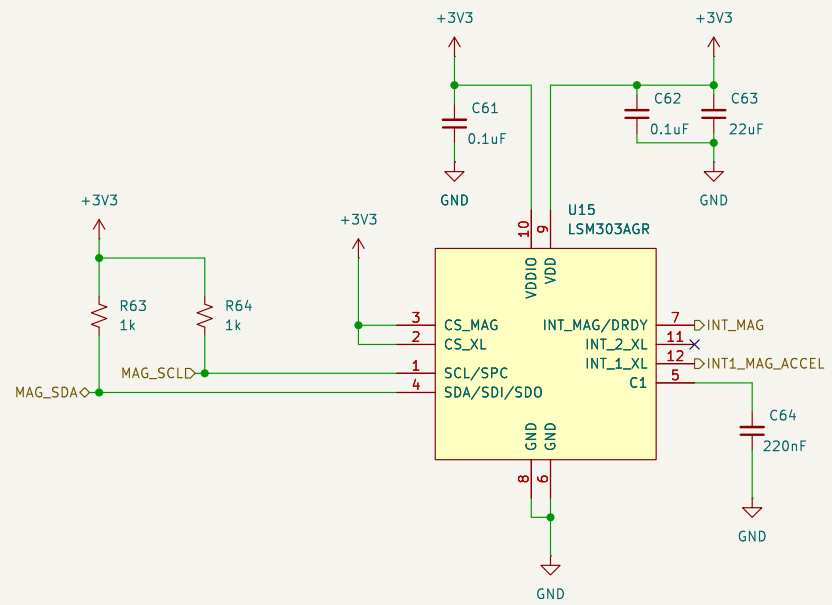 +3V3
+3V3
C61
0.1uF
C62
0.1uF
C63
22uF
GND
GND
+3V3
+3V3
U15
LSM303AGR
10
9
VDDIO
VDD
R63
1k
R64
1k
3
CS_MAG
2
CS_XL
1
SCL/SPC
4
SDA/SDI/SDO
MAG_SCL
MAG_SDA
INT_MAG/DRDY
7
INT_MAG
INT_2_XL
11
INT_1_XL
12
INT1_MAG_ACCEL
C1
5
C64
220nF
GND
GND
8
6
GND
GND